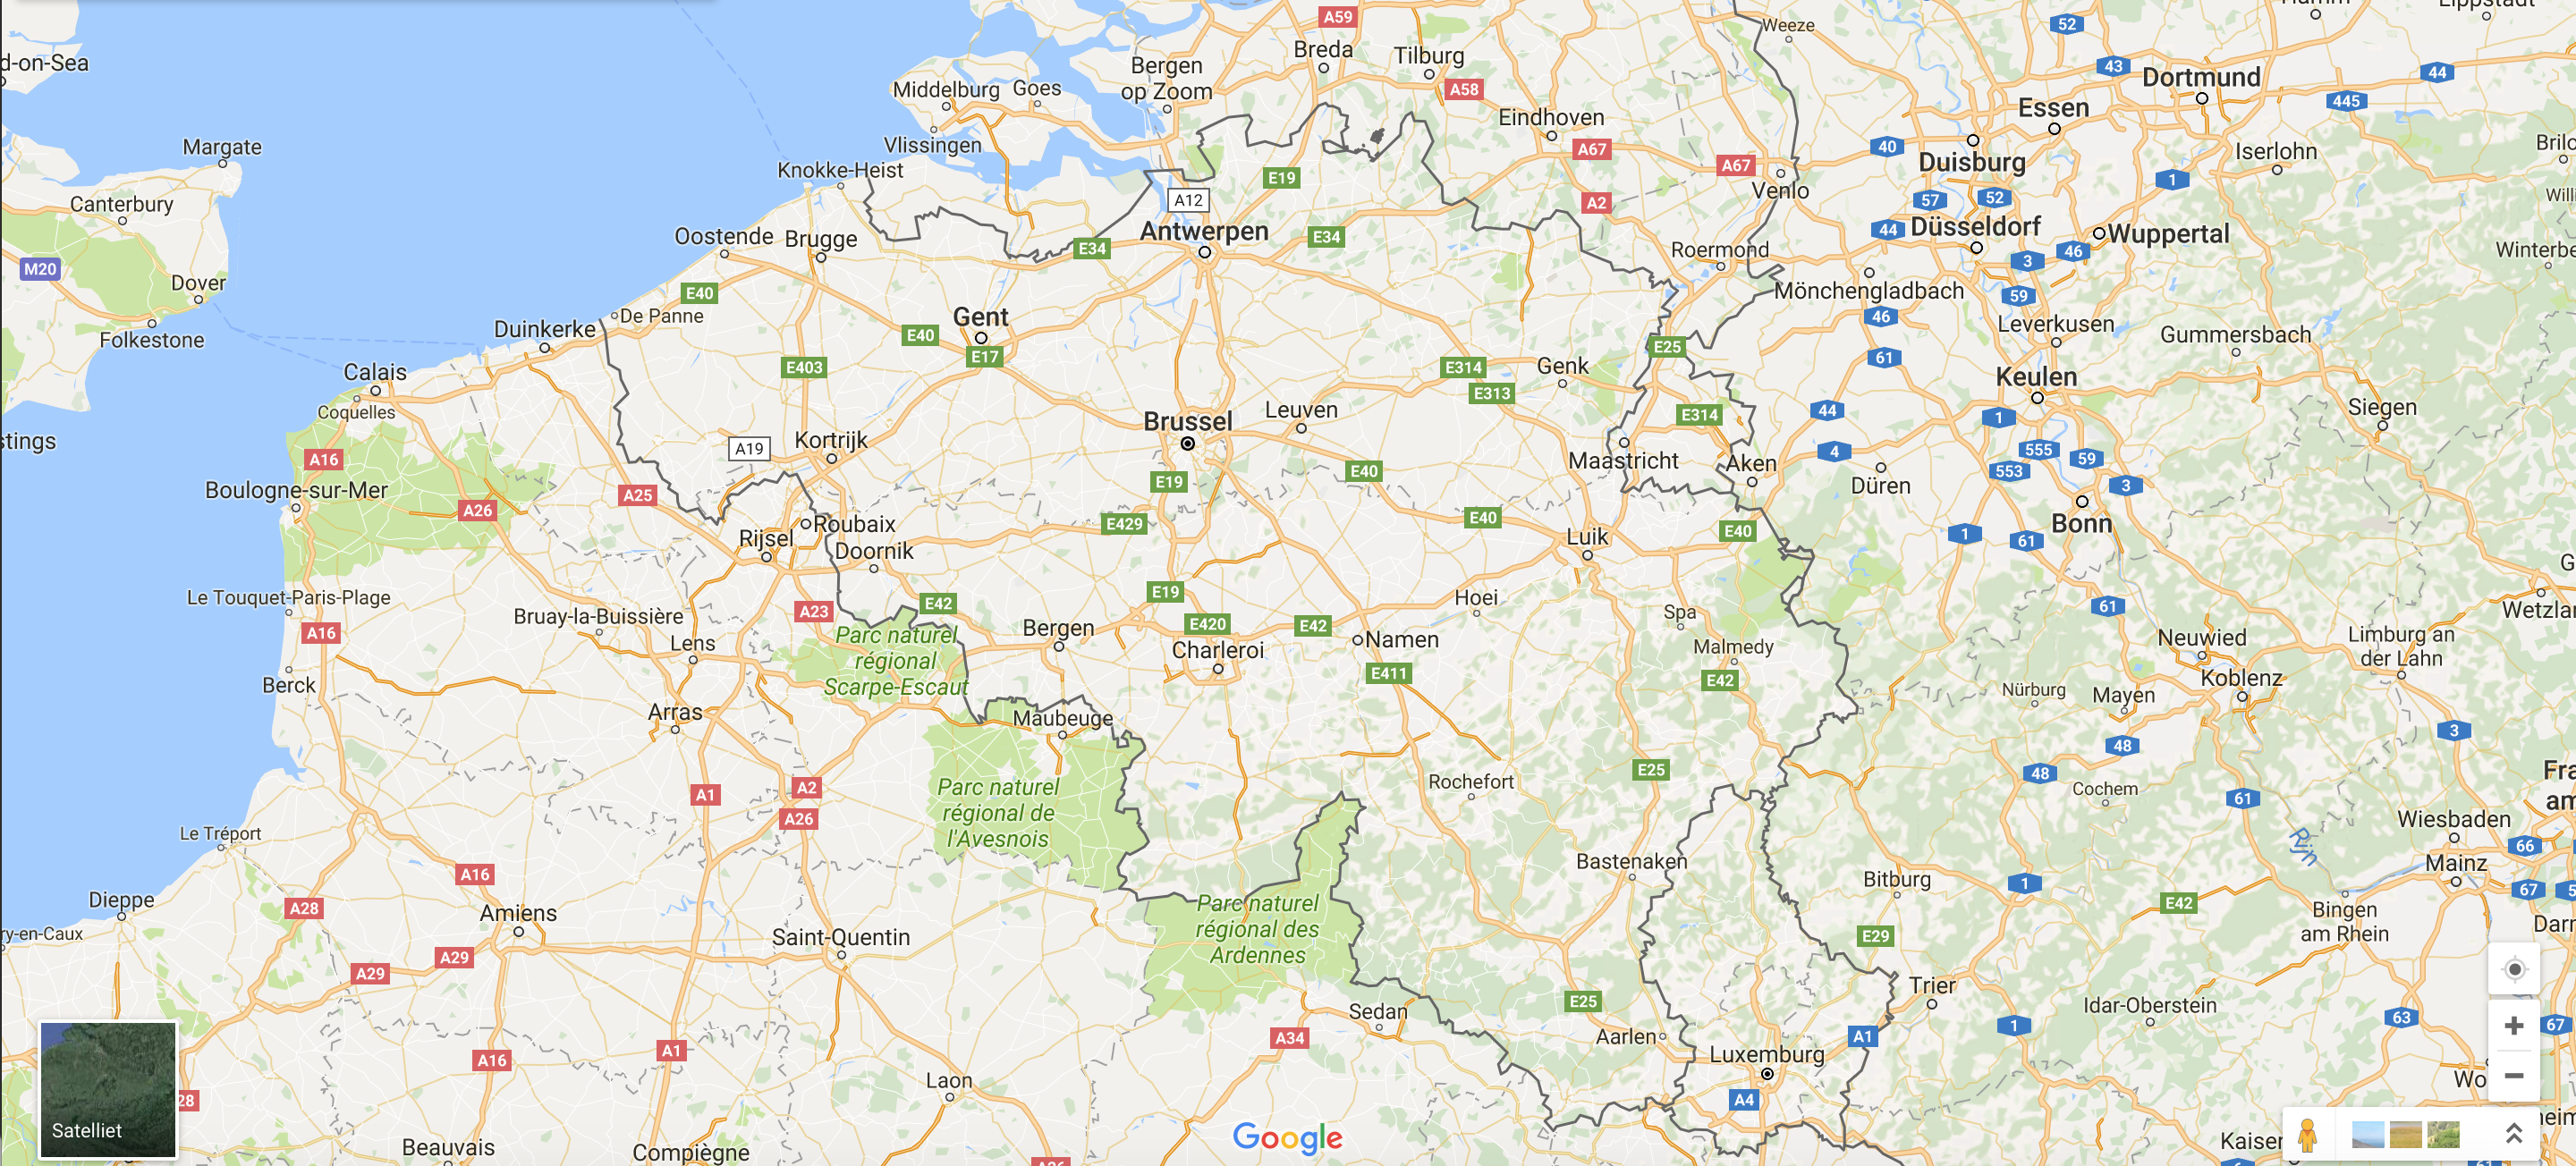 Weeze
52
Lippstadt
A59
Breda
Tilburg
Bergen
op Zoom
43
Dortmund
44
d-on-Sea
Middelburg
Goes
A58
Essen
445
Eindhoven
Margate
Vlissingen
A67
A67
40
Duisburg
Iserlohn
Knokke-Heist
E19
Venlo
1
Canterbury
A12
A2
57
52
Oostende
Brugge
Antwerpen
E34
E34
44
Düsseldorf
Wuppertal
Roermond
46
Winterbe
M20
Dover
E40
3
Mönchengladbach
59
De Panne
Gent
46
Duinkerke
Folkestone
E40
E17
E25
Leverkusen
Gummersbach
61
Calais
E403
E314
Genk
Keulen
Coquelles
E313
Brussel
Leuven
E314
44
1
Siegen
stings
A19
Kortrijk
A16
Maastricht
Aken
4
555
59
E40
553
Boulogne-sur-Mer
A25
E19
Düren
3
A26
Roubaix
E429
E40
Bonn
Rijsel
Doornik
Luik
E40
1
61
Le Touquet-Paris-Plage
E19
Hoei
61
Wetzlar
Bruay-la-Buissière
A23
E42
Spa
A16
Bergen
E420
E42
Namen
Neuwied
Limburg an
der Lahn
Lens
Parc naturel
régional
Scarpe-Escaut
Charleroi
Malmedy
E411
E42
Koblenz
Berck
Nürburg
Mayen
Arras
Maubeuge
3
48
E25
48
Fra
am
Rochefort
Cochem
A1
A2
Parc naturel
régional de
l'Avesnois
61
A26
Wiesbaden
Le Tréport
Rijn
66
Bastenaken
Mainz
A16
Bitburg
1
67
Dieppe
A28
Parc naturel
régional des
Ardennes
E42
Amiens
Bingen
am Rhein
Darr
ry-en-Caux
Saint-Quentin
E29
A29
A29
Trier
E25
Sedan
Idar-Oberstein
63
1
67
A34
Aarlen
A1
A16
A1
Luxemburg
Laon
Wo
28
A4
Satelliet
Google
Beauvais
Compiègne
Kaiser